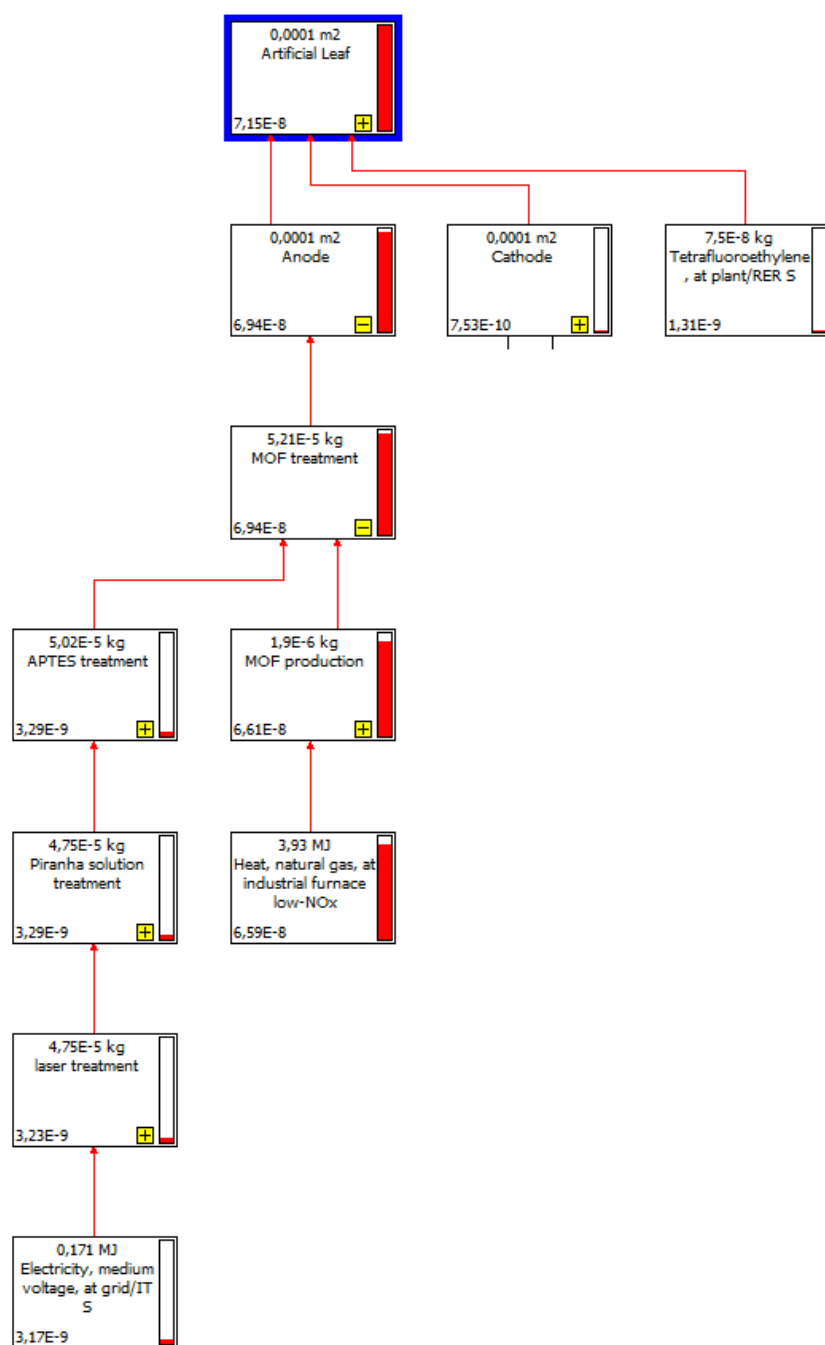 0,0001 m2
Artificial Leaf
7,15E-8
0,0001 m2
Anode
6,94E-8
0,0001 m2
Cathode
7,53E-10
7,5E-8 kg
Tetrafluoroethylene
, at plant/RER S
1,31E-9
5,21E-5 kg
MOF treatment
6,94E-8
5,02E-5 kg
APTES treatment
3,29E-9
1,9E-6 kg
MOF production
6,61E-8
4,75E-5 kg
Piranha solution
treatment
3,29E-9
3,93 MJ
Heat, natural gas, at
industrial furnace
low-NOx
6,59E-8
4,75E-5 kg
laser treatment
3,23E-9
0,171 MJ
Electricity, medium
voltage, at grid/IT
S
3,17E-9